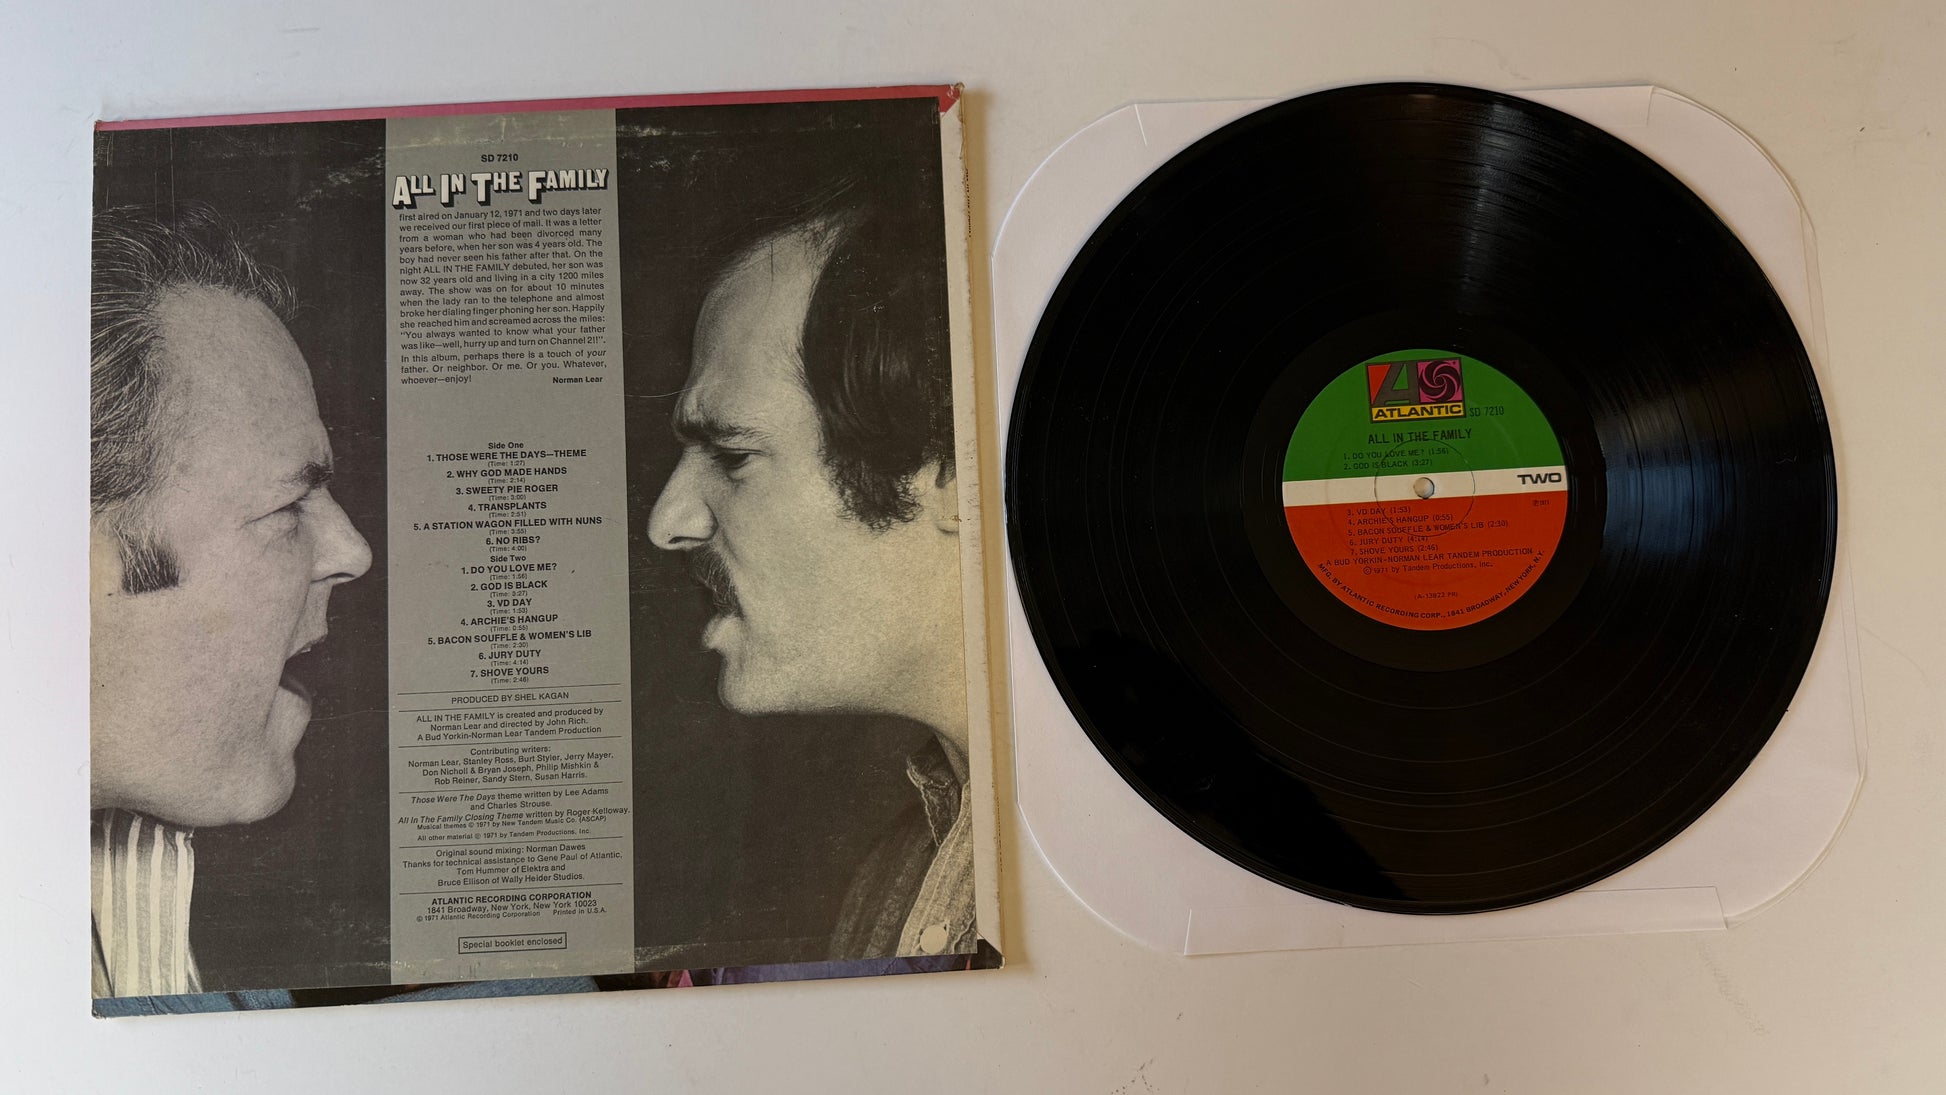 SD 7210
ALL IN THE FAMILY
first aired on January 12, 1971 and two days later
we received our first piece of mail. It was a letter
from a woman who had been divorced many
years before, when her son was 4 years old. The
boy had never seen his father after that. On the
night ALL IN THE FAMILY debuted, her son was
now 32 years old and living in a city 1200 miles
away. The show was on for about 10 minutes
when the lady ran to the telephone and almost
broke her dialing finger phoning her son. Happily
she reached him and screamed across the miles:
"You always wanted to know what your father
was like—well, hurry up and turn on Channel 2!!".
In this album, perhaps there is a touch of your
father. Or neighbor. Or me. Or you. Whatever,
whoever—enjoy!
Norman Lear
Side One
1. THOSE WERE THE DAYS—THEME
(Time: 1:27)
2. WHY GOD MADE HANDS
(Time: 2:14)
3. SWEETY PIE ROGER
(Time: 3:00)
4. TRANSPLANTS
(Time: 2:51)
5. A STATION WAGON FILLED WITH NUNS
(Time: 3:55)
6. NO RIBS?
(Time: 4:00)
Side Two
1. DO YOU LOVE ME?
(Time: 1:56)
2. GOD IS BLACK
(Time: 3:27)
3. VD DAY
(Time: 1:53)
4. ARCHIE'S HANGUP
(Time: 0:55)
5. BACON SOUFFLE & WOMEN'S LIB
(Time: 2:30)
6. JURY DUTY
(Time: 4:14)
7. SHOVE YOURS
(Time: 2:46)
PRODUCED BY SHEL KAGAN
ALL IN THE FAMILY is created and produced by
Norman Lear and directed by John Rich.
A Bud Yorkin-Norman Lear Tandem Production
Contributing writers:
Norman Lear, Stanley Ross, Burt Styler, Jerry Mayer,
Don Nicholl & Bryan Joseph, Philip Mishkin &
Rob Reiner, Sandy Stern, Susan Harris.
Those Were The Days theme written by Lee Adams
and Charles Strouse.
All In The Family Closing Theme written by Roger Kelloway.
Musical themes © 1971 by New Tandem Music Co. (ASCAP)
All other material © 1971 by Tandem Productions, Inc.
Original sound mixing: Norman Dawes
Thanks for technical assistance to Gene Paul of Atlantic,
Tom Hummer of Elektra and
Bruce Ellison of Wally Heider Studios.
ATLANTIC RECORDING CORPORATION
1841 Broadway, New York, New York 10023
© 1971 Atlantic Recording Corporation Printed in U.S.A.
Special booklet enclosed
A
ATLANTIC
SD 7210
ALL IN THE FAMILY
1. DO YOU LOVE ME? (1:56)
2. GOD IS BLACK (3:27)
TWO
℗ 1971
3. VD DAY (1:53)
4. ARCHIE'S HANGUP (0:55)
5. BACON SOUFFLE & WOMEN'S LIB (2:30)
6. JURY DUTY (4:14)
7. SHOVE YOURS (2:46)
A BUD YORKIN-NORMAN LEAR TANDEM PRODUCTION
© 1971 by Tandem Productions, Inc.
(A-13822 PR)
MFG. BY ATLANTIC RECORDING CORP., 1841 BROADWAY, NEW YORK, N.Y.